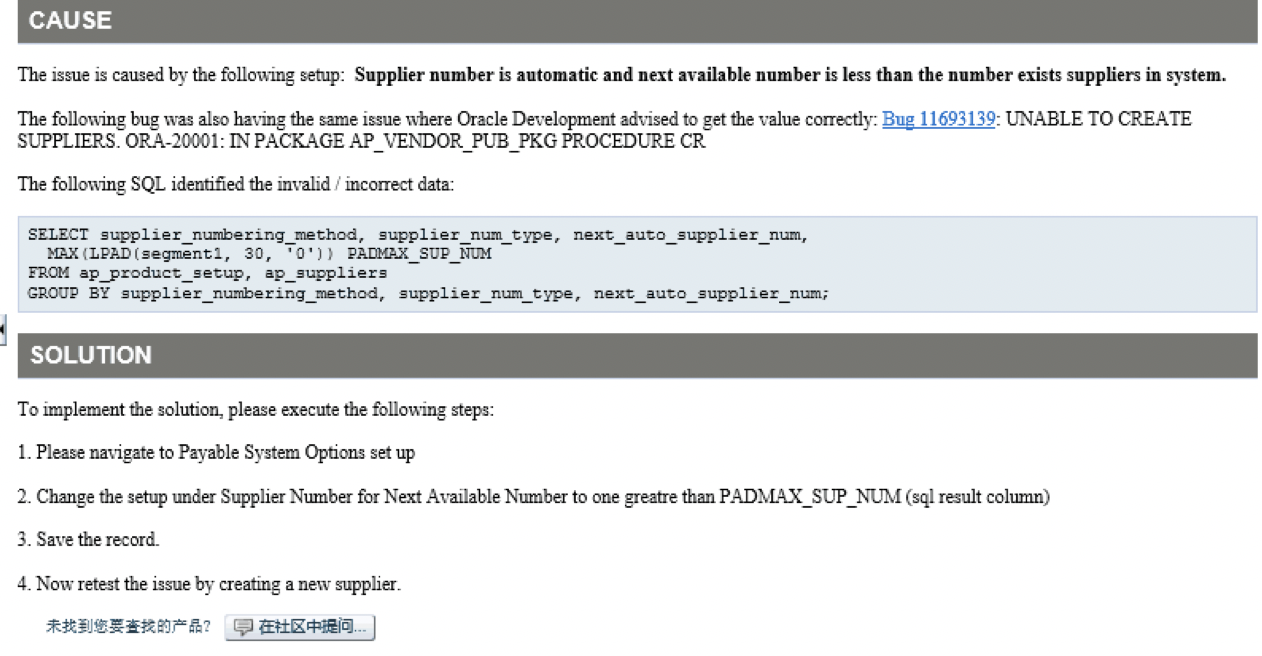 CAUSE
The issue is caused by the following setup: Supplier number is automatic and next available number is less than the number exists suppliers in system.
The following bug was also having the same issue where Oracle Development advised to get the value correctly: Bug 11693139: UNABLE TO CREATE
SUPPLIERS. ORA-20001: IN PACKAGE AP_VENDOR_PUB_PKG PROCEDURE CR
The following SQL identified the invalid / incorrect data:
SELECT supplier_numbering_method, supplier_num_type, next_auto_supplier_num,
MAX(LPAD(segment1, 30, '0')) PADMAX_SUP_NUM
FROM ap_product_setup, ap_suppliers
GROUP BY supplier_numbering_method, supplier_num_type, next_auto_supplier_num;
SOLUTION
To implement the solution, please execute the following steps:
1. Please navigate to Payable System Options set up
2. Change the setup under Supplier Number for Next Available Number to one greatre than PADMAX_SUP_NUM (sql result column)
3. Save the record.
4. Now retest the issue by creating a new supplier.
未找到您要查找的产品? 在社区中提问...